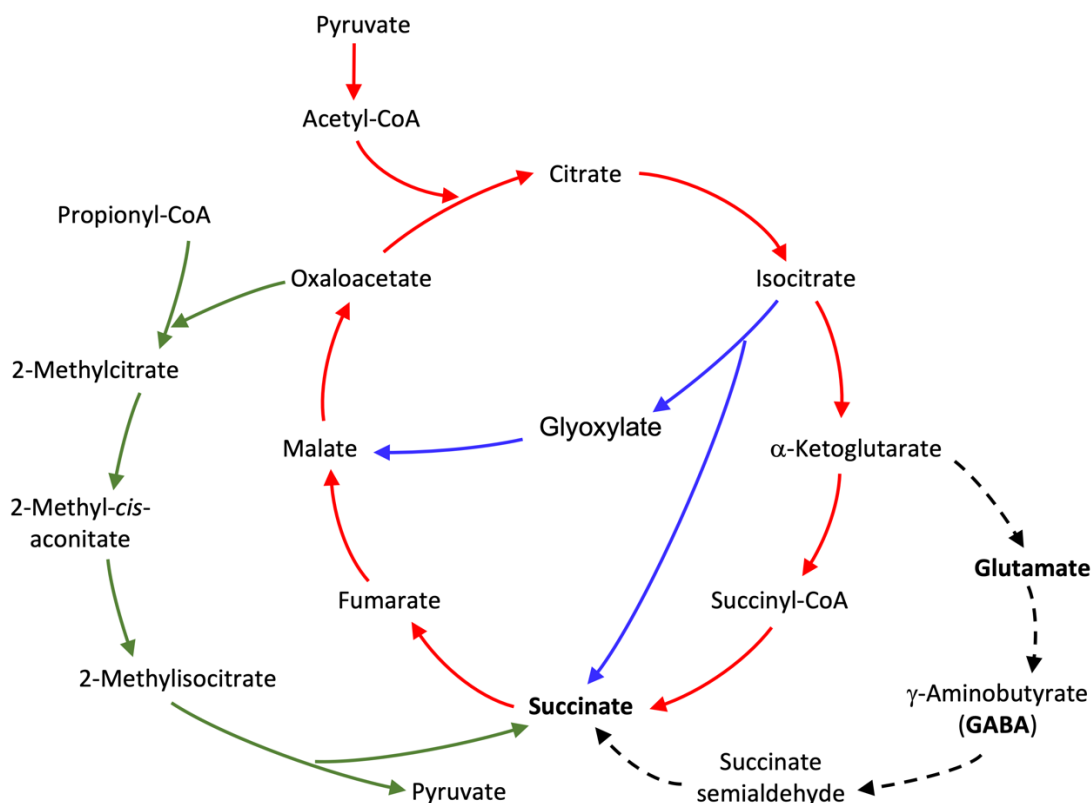 Pyruvate
Acetyl-CoA
Citrate
Propionyl-CoA
Oxaloacetate
Isocitrate
2-Methylcitrate
Glyoxylate
Malate
α-Ketoglutarate
2-Methyl-cis-
aconitate
Glutamate
Fumarate
Succinyl-CoA
2-Methylisocitrate
γ-Aminobutyrate
(GABA)
Succinate
Succinate
semialdehyde
Pyruvate